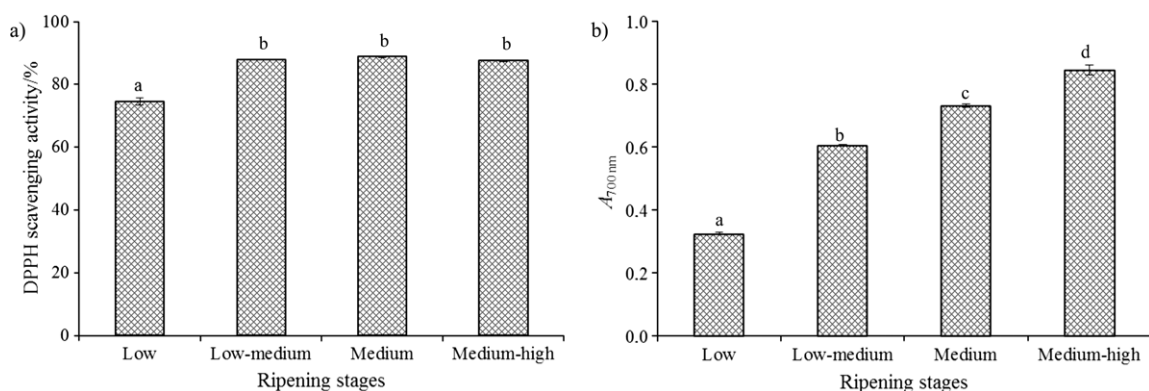 a)
DPPH scavenging activity/%
100
80
60
40
20
0
a
b
b
b
Low
Low-medium
Medium
Medium-high
Ripening stages
b)
A700 nm
1.0
0.8
0.6
0.4
0.2
0.0
a
b
c
d
Low
Low-medium
Medium
Medium-high
Ripening stages